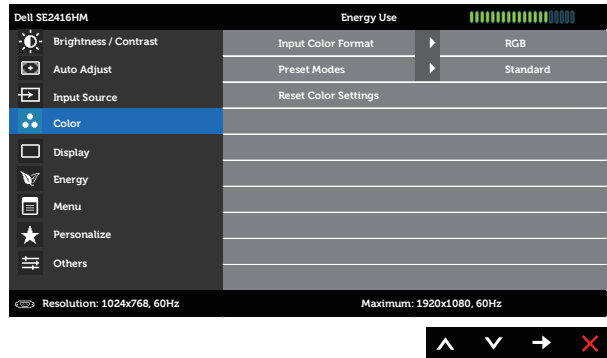 Dell SE2416HM Energy Use
Brightness / Contrast Input Color Format RGB
Auto Adjust Preset Modes Standard
Input Source Reset Color Settings
Color
Display
Energy
Menu
Personalize
Others
Resolution: 1024x768, 60Hz Maximum: 1920x1080, 60Hz